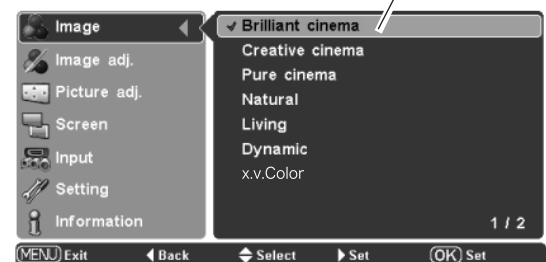 Image
Image adj.
Picture adj.
Screen
Input
Setting
Information
Brilliant cinema
Creative cinema
Pure cinema
Natural
Living
Dynamic
x.v.Color
1 / 2
MENU Exit Back Select Set OK Set